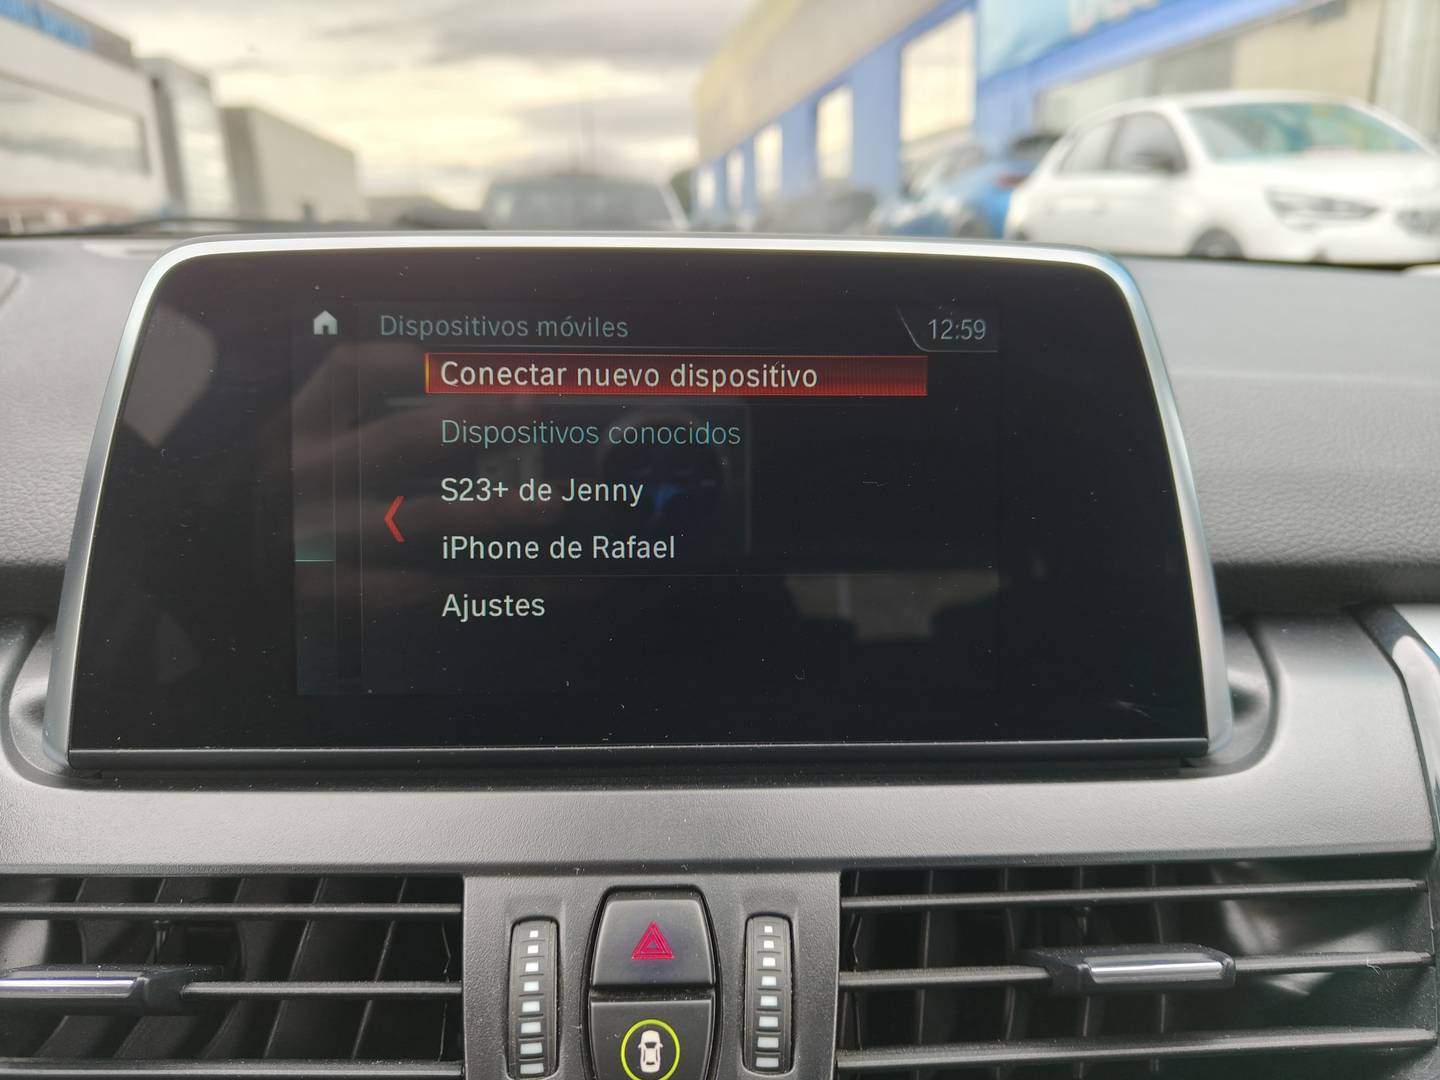 Dispositivos móviles
12:59
Conectar nuevo dispositivo
Dispositivos conocidos
S23+ de Jenny
iPhone de Rafael
Ajustes